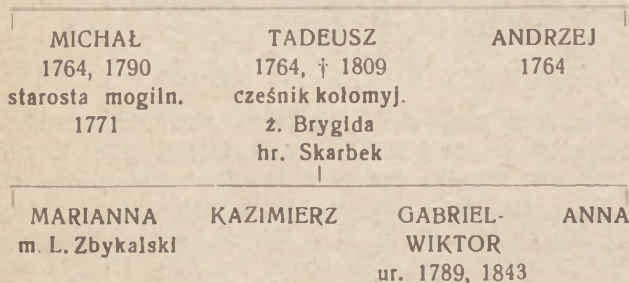 MICHAŁ
1764, 1790
starosta mogiln.
1771
TADEUSZ
1764, † 1809
cześnik kołomyj.
ż. Brygida
hr. Skarbek
ANDRZEJ
1764
MARIANNA
m. L. Zbykalski
KAZIMIERZ
GABRIEL-
WIKTOR
ur. 1789, 1843
ANNA